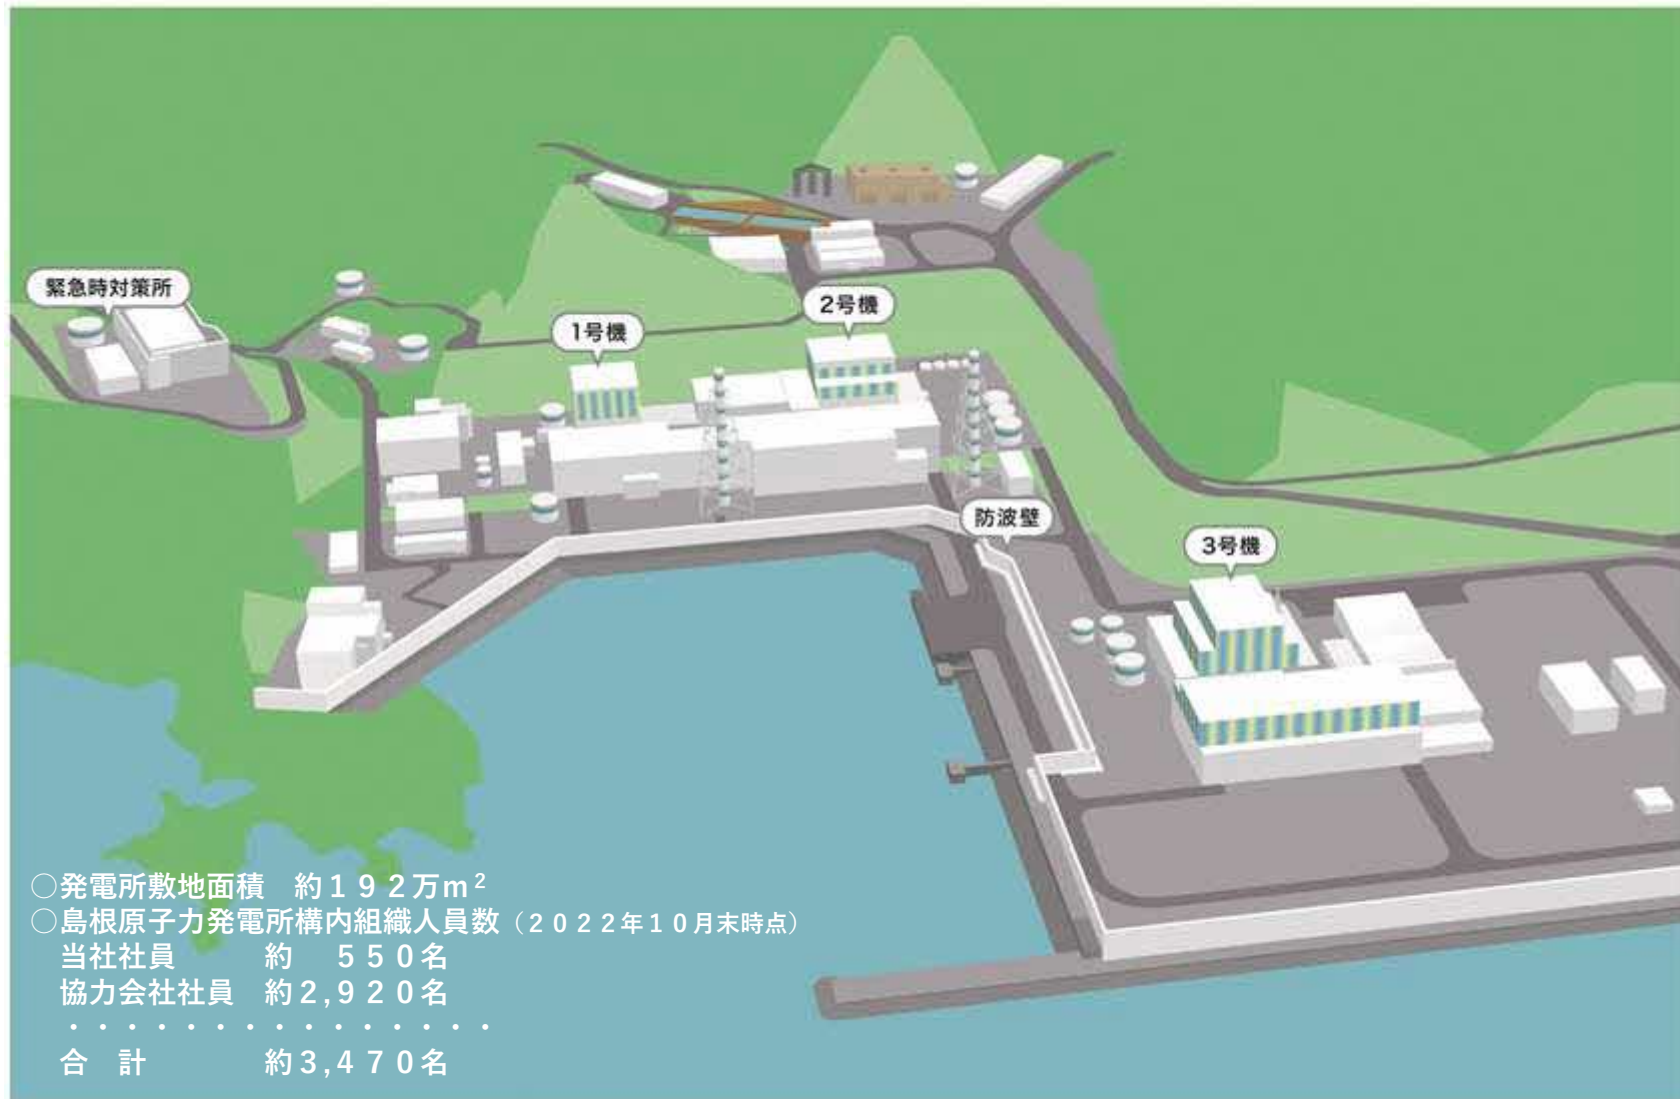 緊急時対策所
1号機
2号機
防波壁
3号機
○発電所敷地面積　約１９２万m²
○島根原子力発電所構内組織人員数（２０２２年１０月末時点）
当社社員　　　約　５５０名
協力会社社員　約２,９２０名
・・・・・・・・・・・・・・・
合　計　　　　約３,４７０名